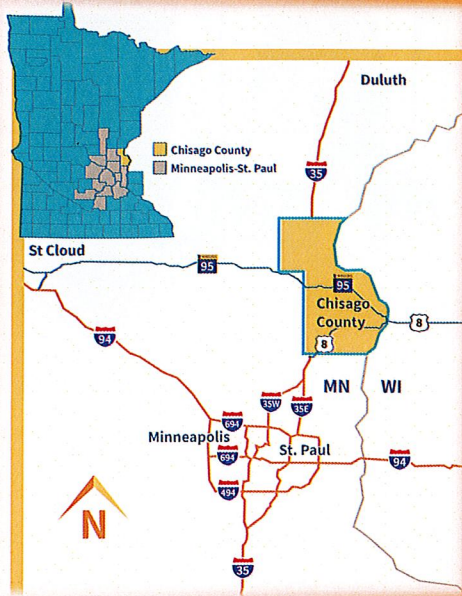 Duluth
Chisago County
Minneapolis-St. Paul
35
St Cloud
95
95
Chisago
County
8
8
94
MN
WI
35W
35E
694
Minneapolis
St. Paul
694
94
494
N
35